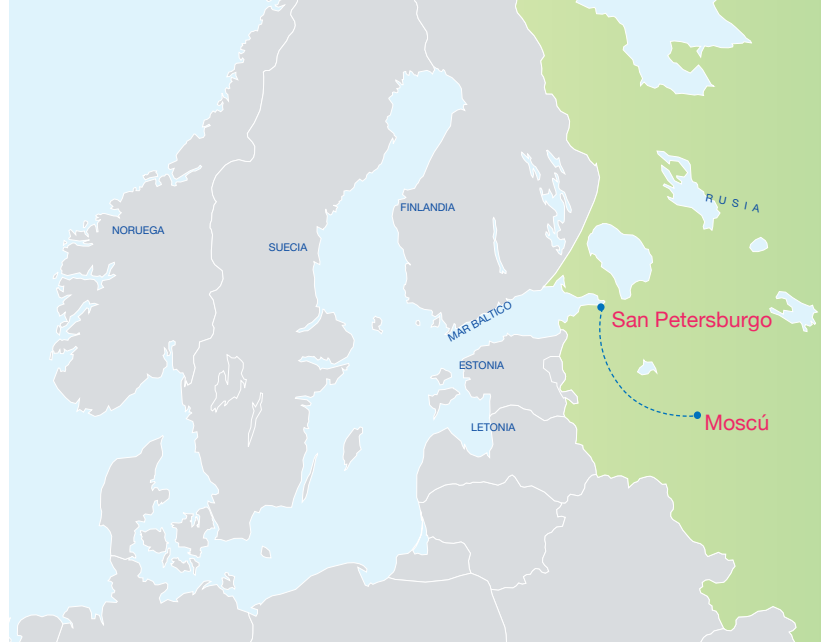 RUSIA
FINLANDIA
NORUEGA
SUECIA
MAR BALTICO
San Petersburgo
ESTONIA
Moscú
LETONIA